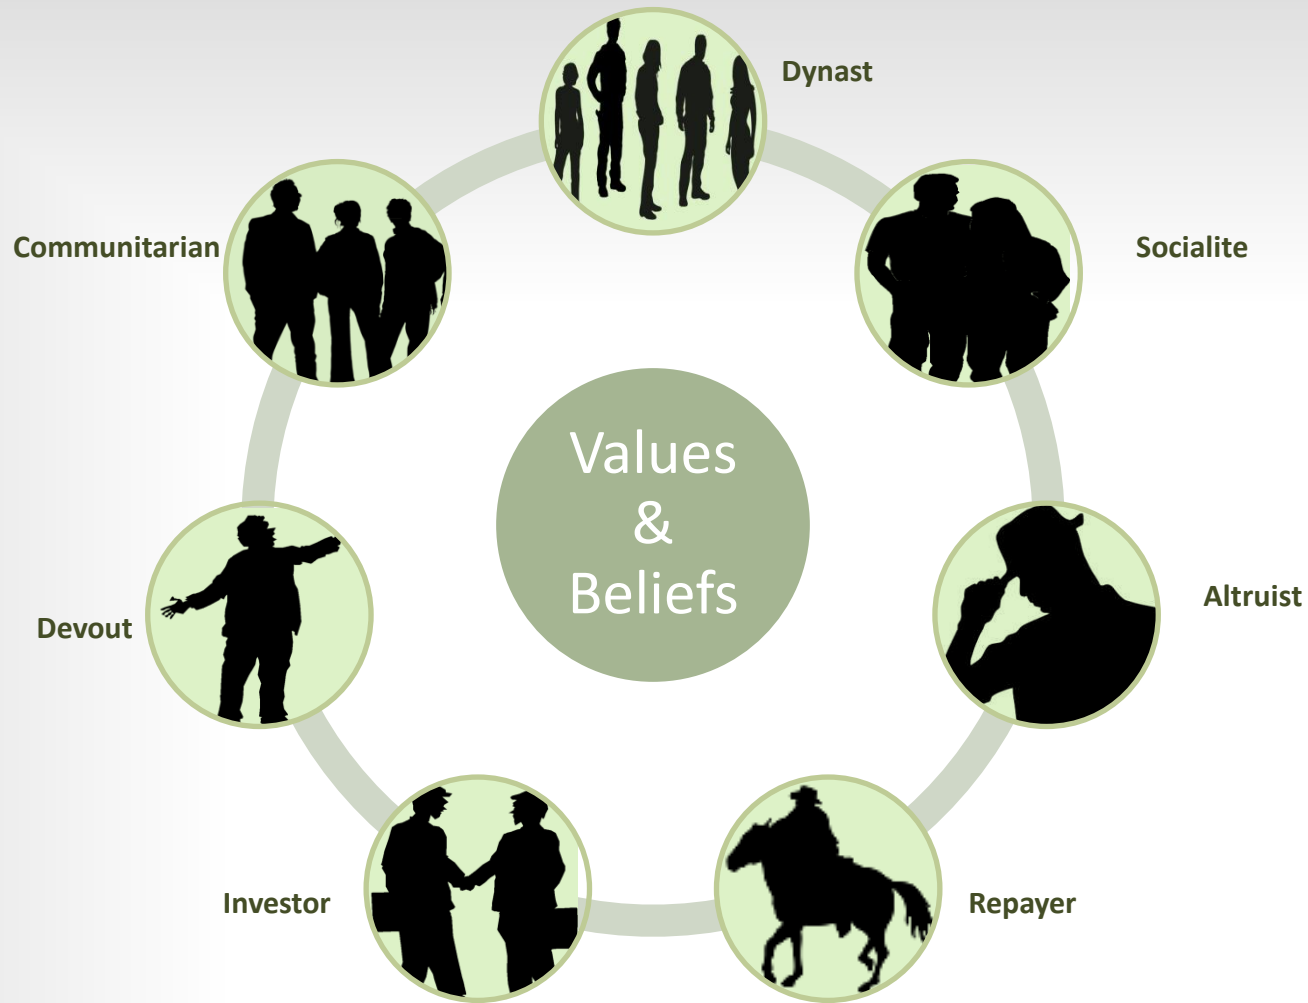 Dynast
Communitarian
Socialite
Values
&
Beliefs
Altruist
Devout
Investor
Repayer